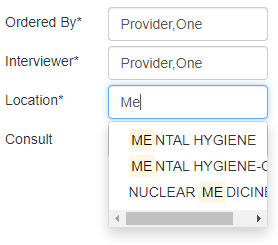 Ordered By* Provider,One
Interviewer* Provider,One
Location* Me
Consult
MENTAL HYGIENE
MENTAL HYGIENE-
NUCLEAR MEDICINE